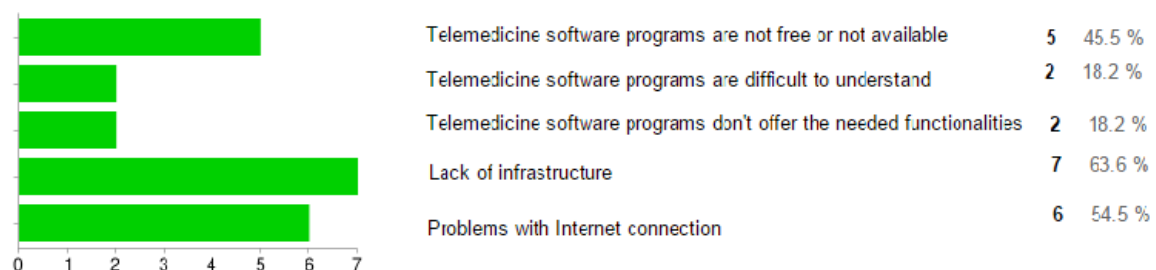 Telemedicine software programs are not free or not available 5 45.5 %
Telemedicine software programs are difficult to understand 2 18.2 %
Telemedicine software programs don't offer the needed functionalities 2 18.2 %
Lack of infrastructure 7 63.6 %
Problems with Internet connection 6 54.5 %
0 1 2 3 4 5 6 7